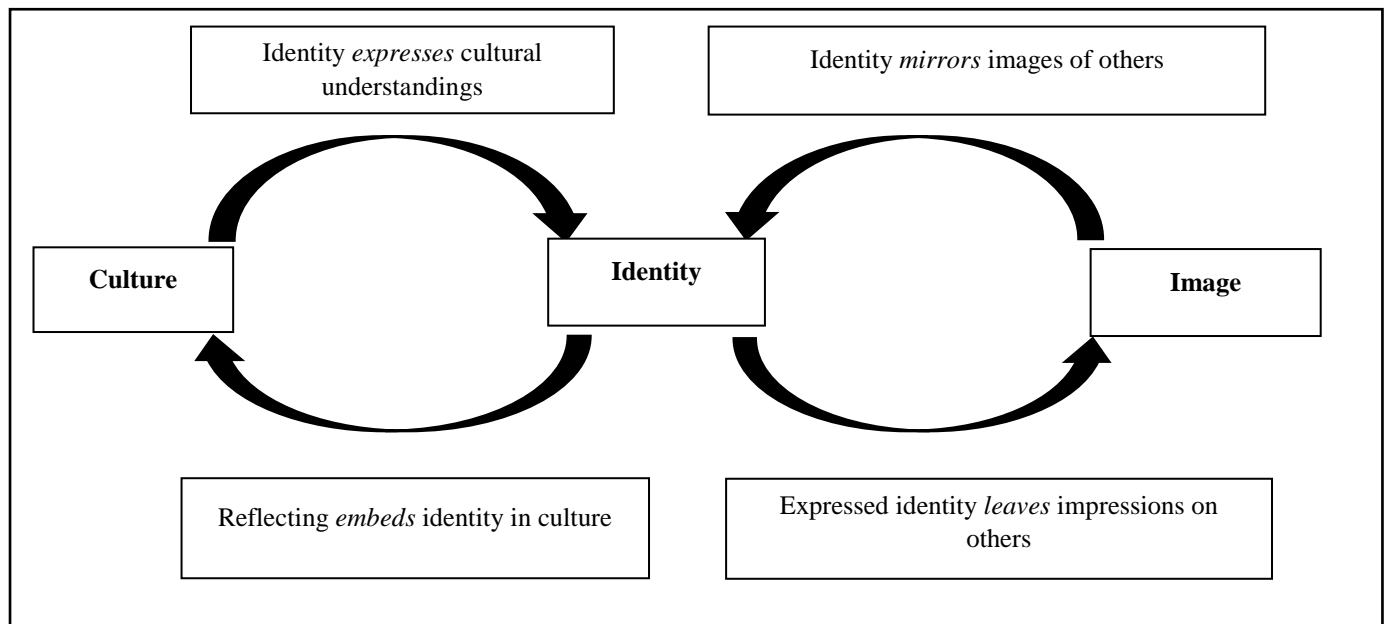 Identity expresses cultural
understandings
Identity mirrors images of others
Culture
Identity
Image
Reflecting embeds identity in culture
Expressed identity leaves impressions on
others